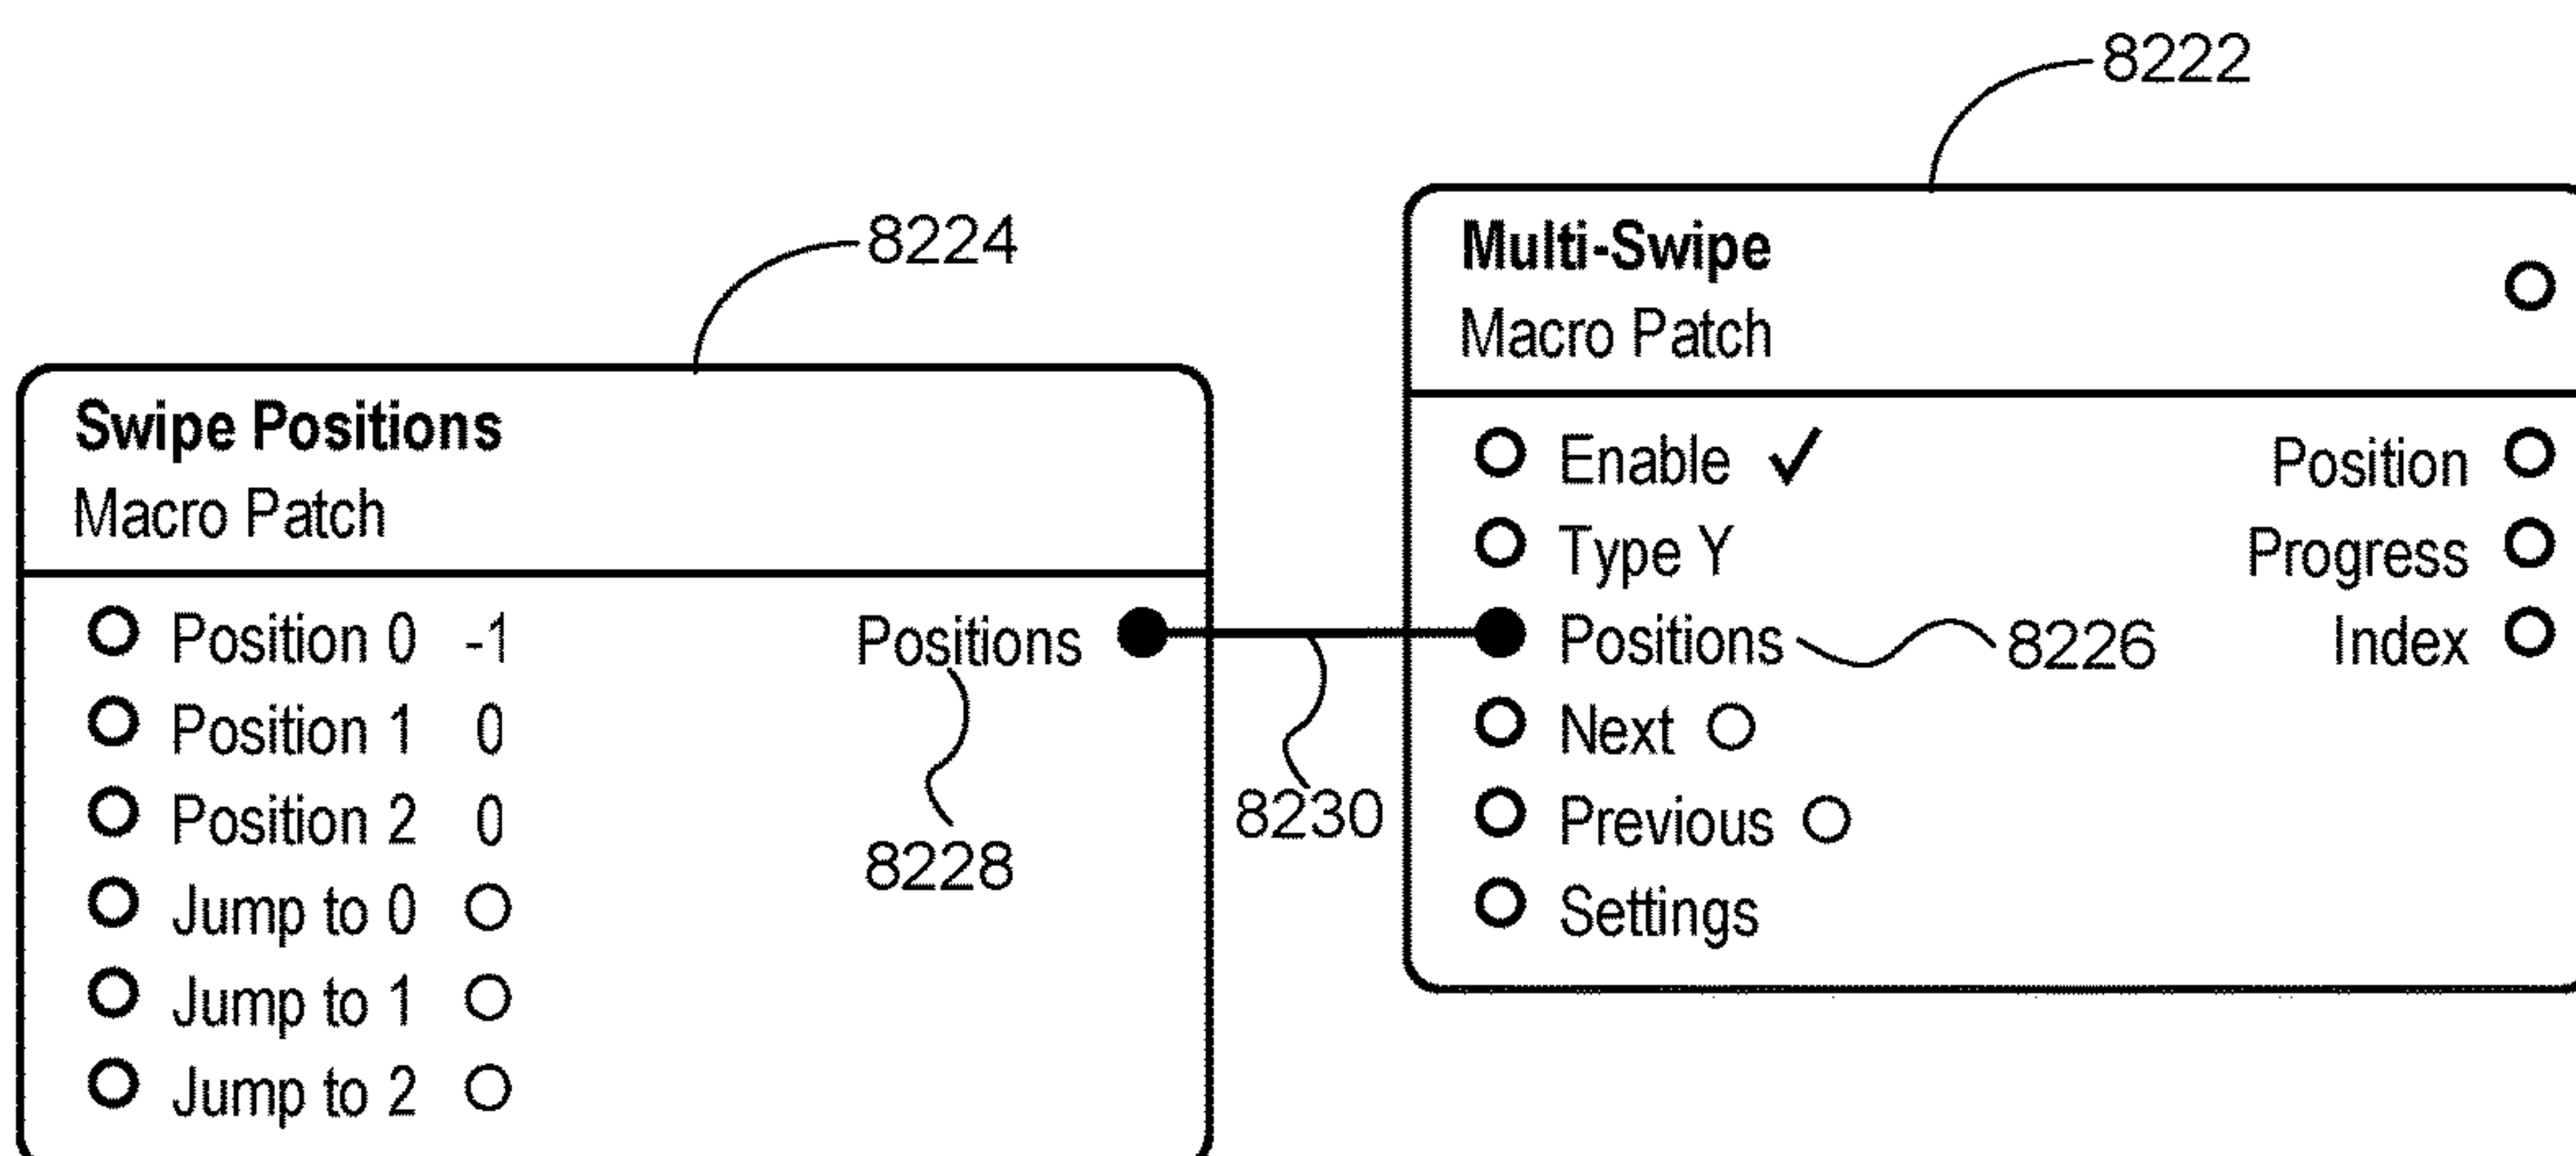 8222
8224
Multi-Swipe
Macro Patch
Swipe Positions
Macro Patch
Enable ✓ Position
Type Y Progress
Position 0 -1 Positions
Positions 8226 Index
Position 1 0
Next
Position 2 0
8230
Previous
8228
Jump to 0
Settings
Jump to 1
Jump to 2